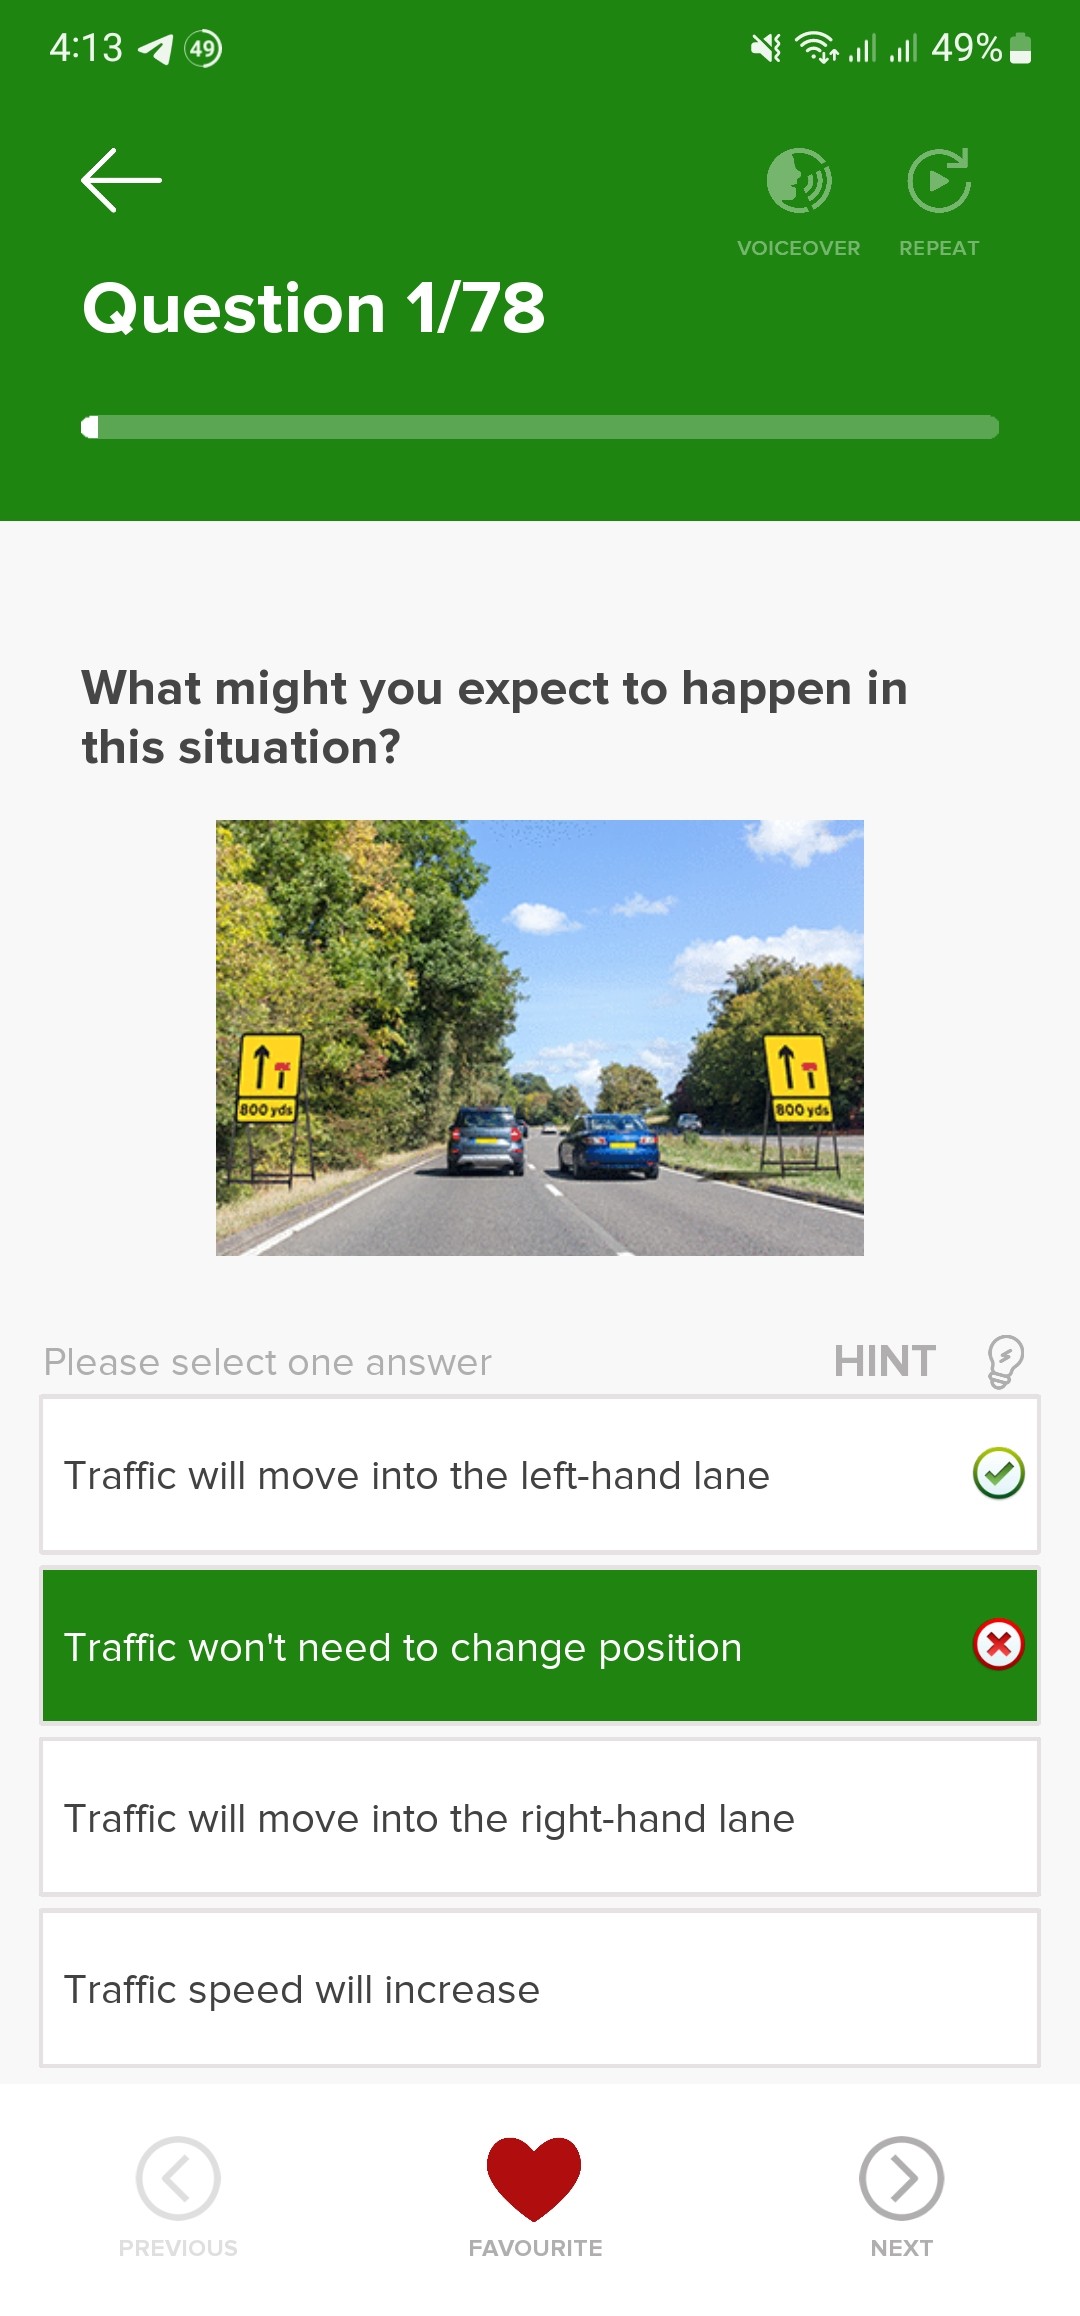 4:13 49 49%
VOICEOVER REPEAT
Question 1/78
What might you expect to happen in
this situation?
800 yds 800 yds
Please select one answer HINT
Traffic will move into the left-hand lane
Traffic won't need to change position
Traffic will move into the right-hand lane
Traffic speed will increase
PREVIOUS FAVOURITE NEXT